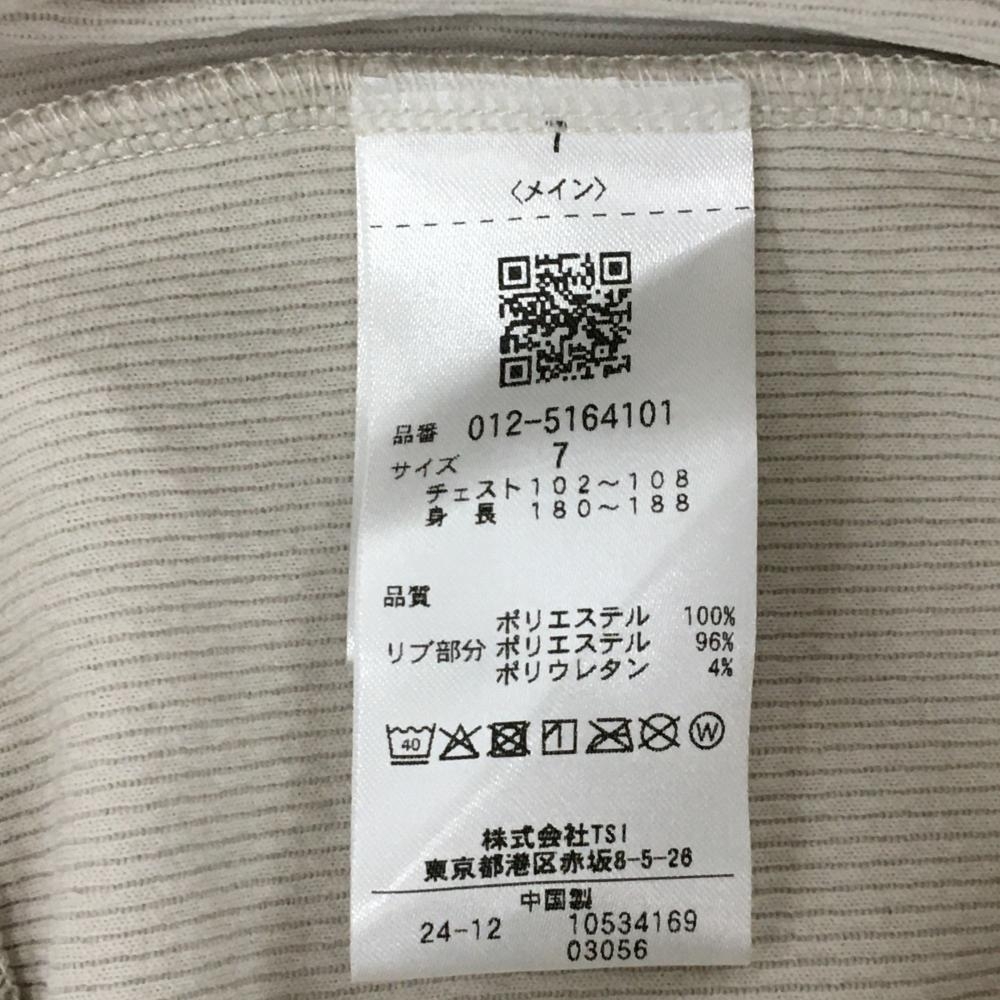 7
〈メイン〉
品番 012-5164101
サイズ 7
チェスト 102～108
身長 180～188
品質
ポリエステル 100%
リブ部分 ポリエステル 96%
ポリウレタン 4%
40 W
株式会社TSI
東京都港区赤坂8-5-26
中国製
24-12 10534169
03056